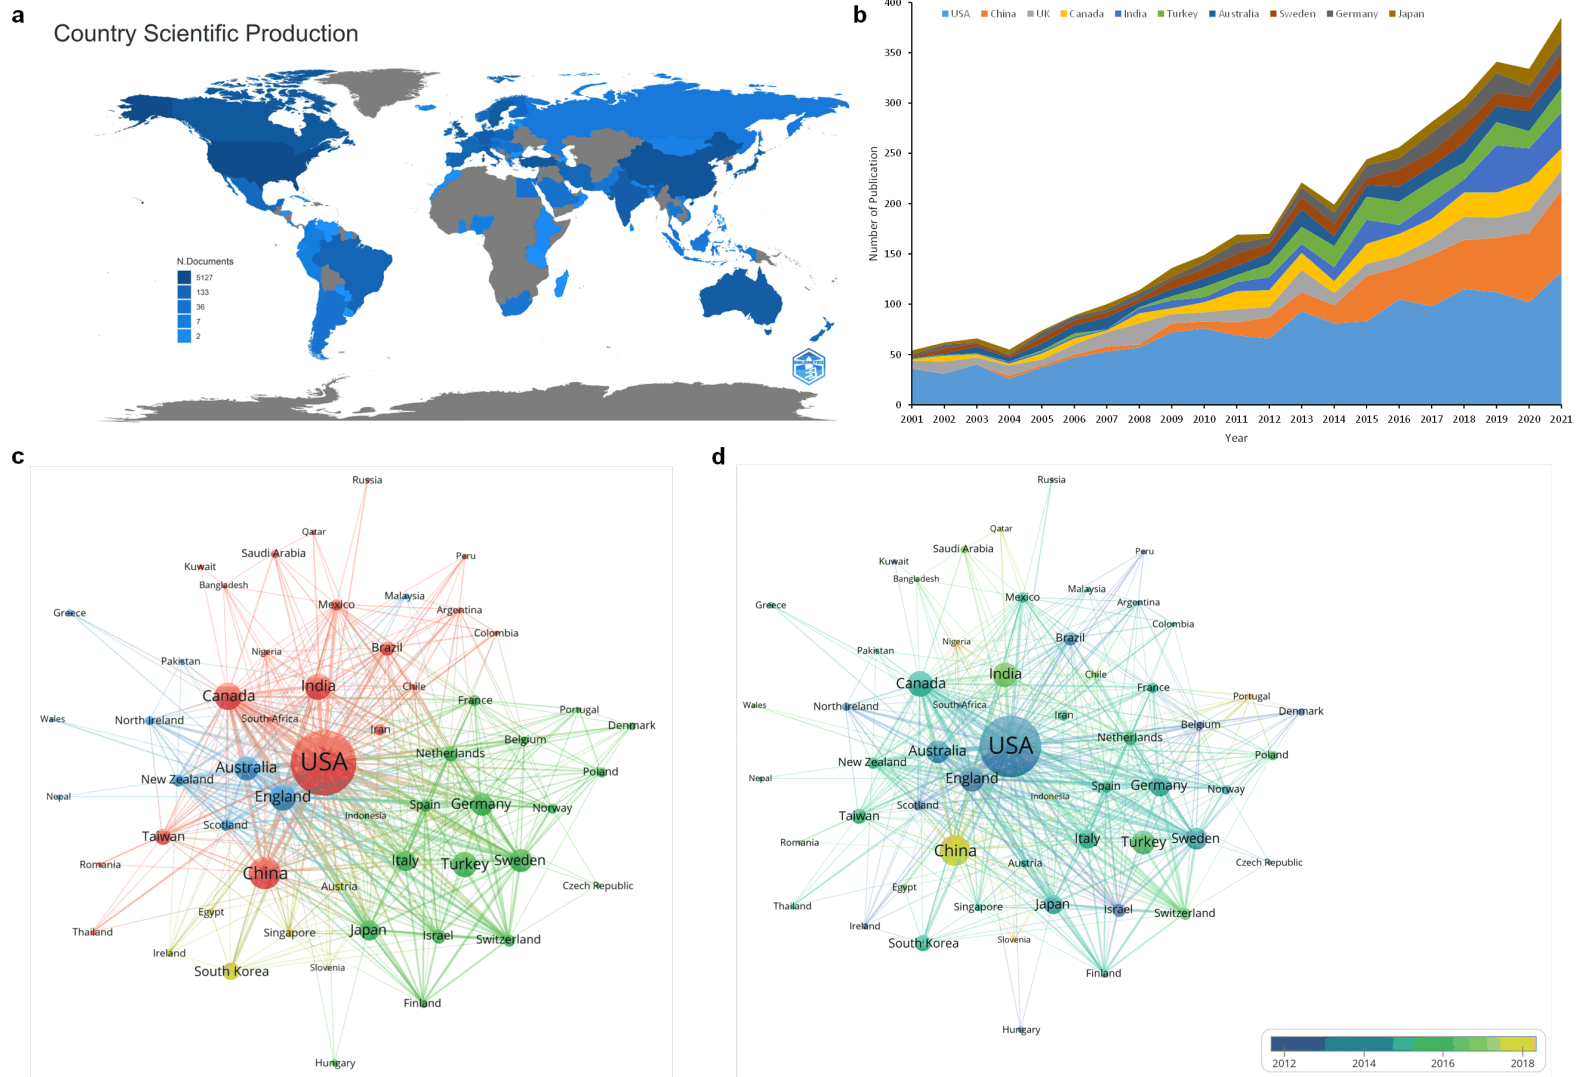 a
Country Scientific Production
N.Documents
5127
133
36
7
2
b
USA China UK Canada India Turkey Australia Sweden Germany Japan
400
350
300
250
200
150
100
50
0
Number of Publication
2001 2002 2003 2004 2005 2006 2007 2008 2009 2010 2011 2012 2013 2014 2015 2016 2017 2018 2019 2020 2021
Year
c
Russia
Qatar
Saudi Arabia
Peru
Kuwait
Bangladesh
Malaysia
Mexico
Argentina
Greece
Colombia
Brazil
Nigeria
Pakistan
India
Chile
Canada
France
Portugal
Wales
North Ireland
South Africa
Denmark
Iran
Belgium
Netherlands
USA
Australia
Poland
New Zealand
Nepal
England
Spain
Germany
Norway
Indonesia
Scotland
Taiwan
Romania
Italy
Turkey
Sweden
China
Austria
Czech Republic
Egypt
Thailand
Singapore
Japan
Israel
Switzerland
Ireland
South Korea
Slovenia
Finland
Hungary
d
Russia
Qatar
Saudi Arabia
Peru
Kuwait
Bangladesh
Malaysia
Mexico
Argentina
Greece
Colombia
Brazil
Nigeria
Pakistan
India
Chile
Canada
France
Portugal
Wales
North Ireland
South Africa
Denmark
Iran
Belgium
Netherlands
USA
Australia
Poland
New Zealand
Nepal
England
Spain
Germany
Norway
Indonesia
Scotland
Taiwan
Romania
Italy
Turkey
Sweden
China
Austria
Czech Republic
Egypt
Thailand
Singapore
Japan
Israel
Switzerland
Ireland
South Korea
Slovenia
Finland
Hungary
2012 2014 2016 2018